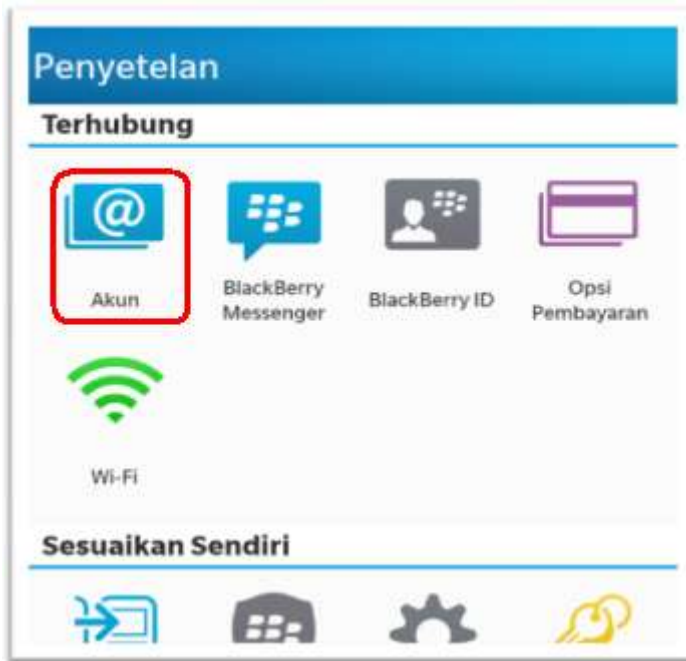 Penyetelan
Terhubung
@
Akun
BlackBerry
Messenger
BlackBerry ID
Opsi
Pembayaran
Wi-Fi
Sesuaikan Sendiri